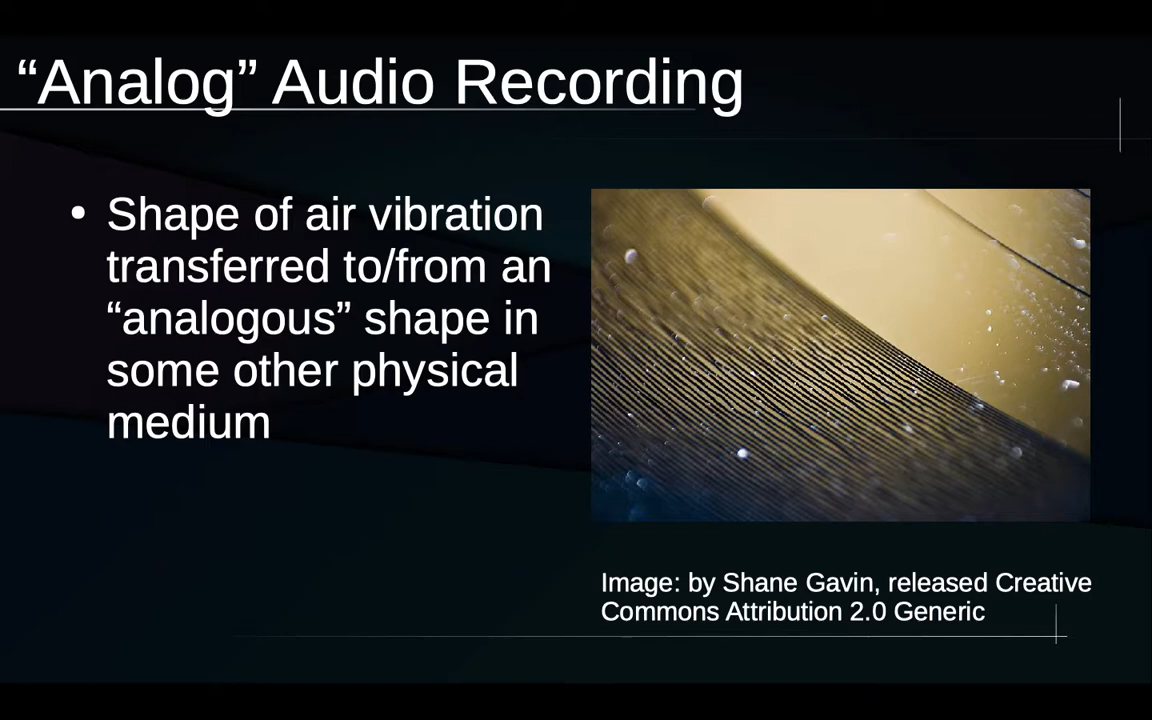 “Analog” Audio Recording
• Shape of air vibration
transferred to/from an
“analogous” shape in
some other physical
medium
Image: by Shane Gavin, released Creative
Commons Attribution 2.0 Generic